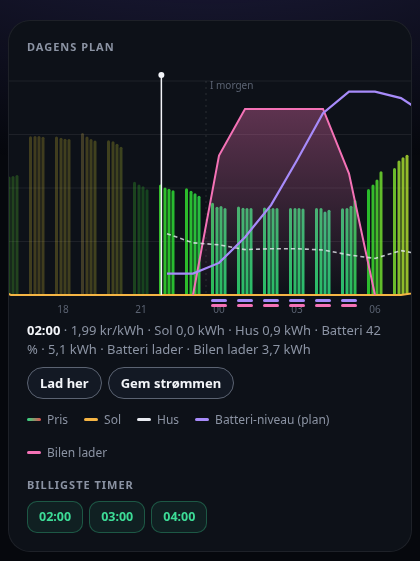 DAGENS PLAN
I morgen
18 21 00 03 06
02:00 · 1,99 kr/kWh · Sol 0,0 kWh · Hus 0,9 kWh · Batteri 42
% · 5,1 kWh · Batteri lader · Bilen lader 3,7 kWh
Lad her Gem strømmen
Pris Sol Hus Batteri-niveau (plan)
Bilen lader
BILLIGSTE TIMER
02:00 03:00 04:00